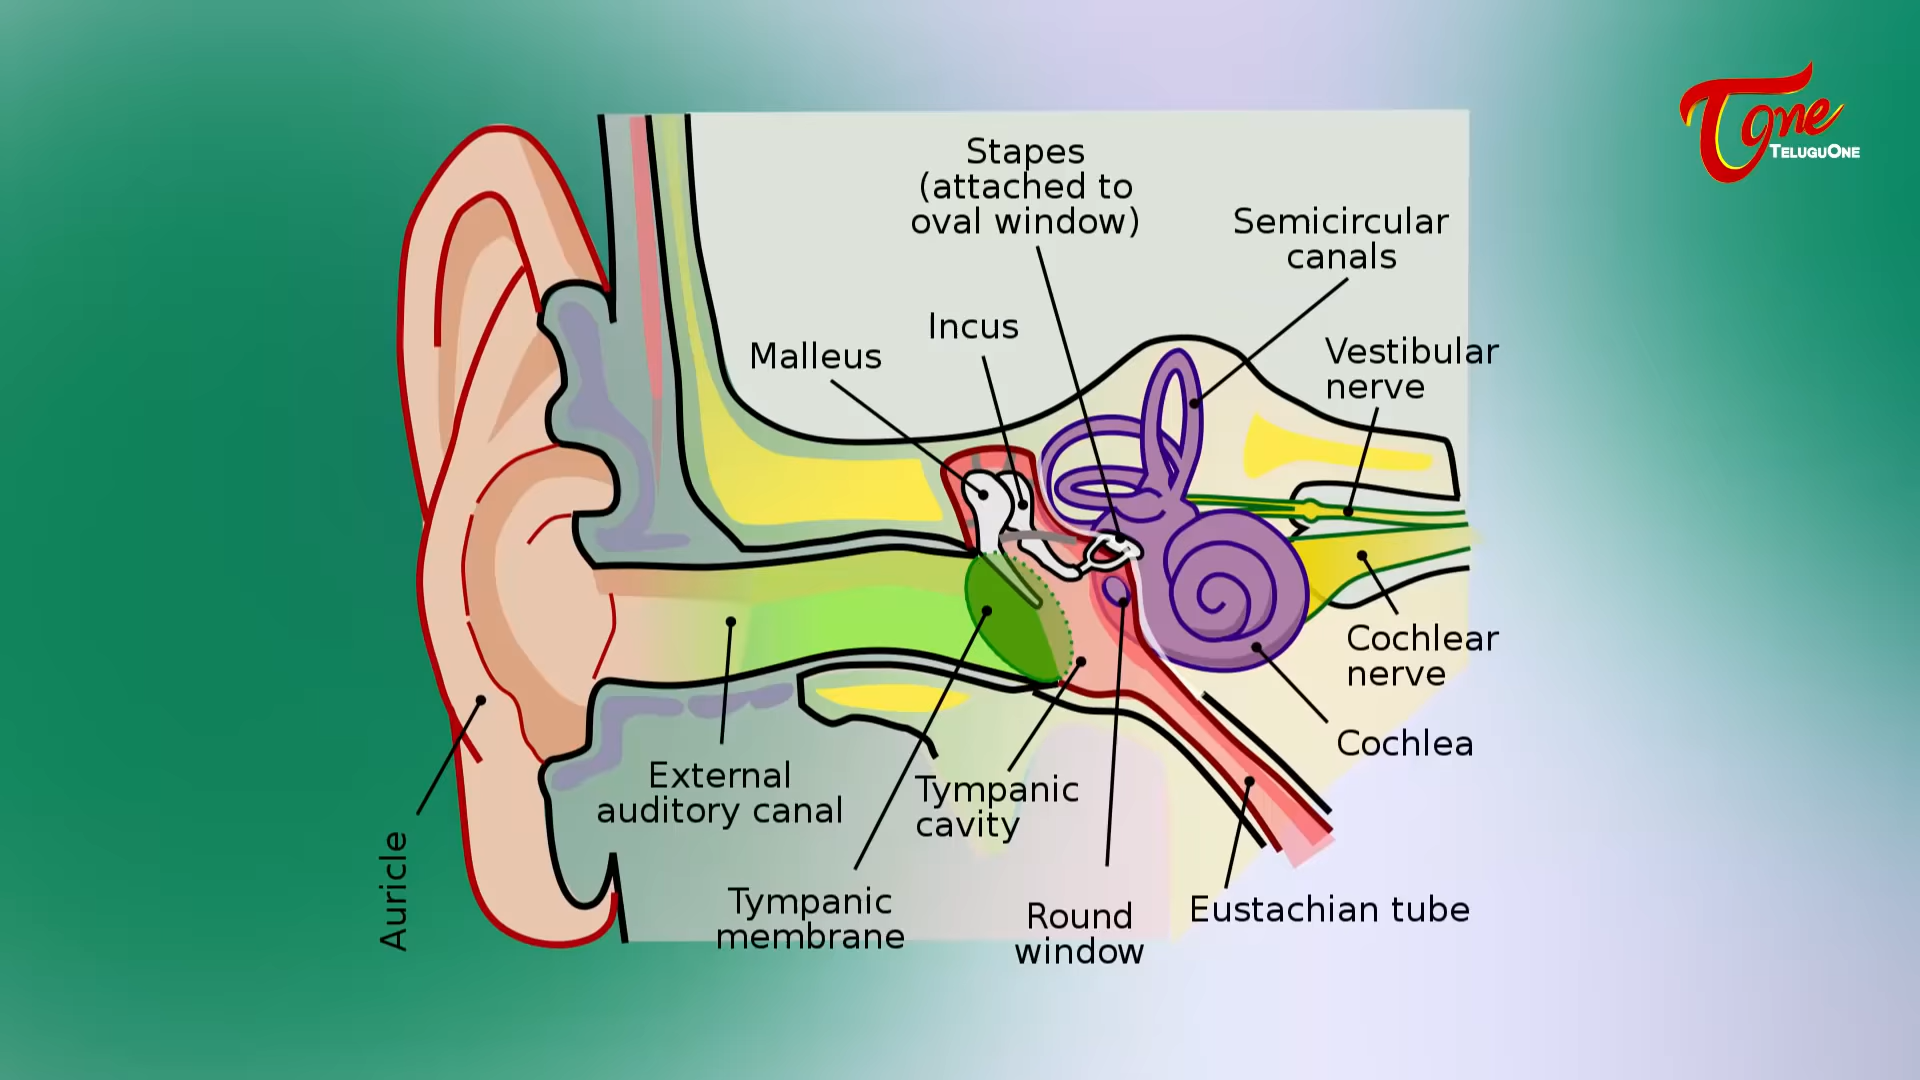 Tone
TELUGUONE
Stapes
(attached to
oval window)
Semicircular
canals
Incus
Malleus
Vestibular
nerve
Cochlear
nerve
Cochlea
External
auditory canal
Tympanic
cavity
Auricle
Tympanic
membrane
Round
window
Eustachian tube